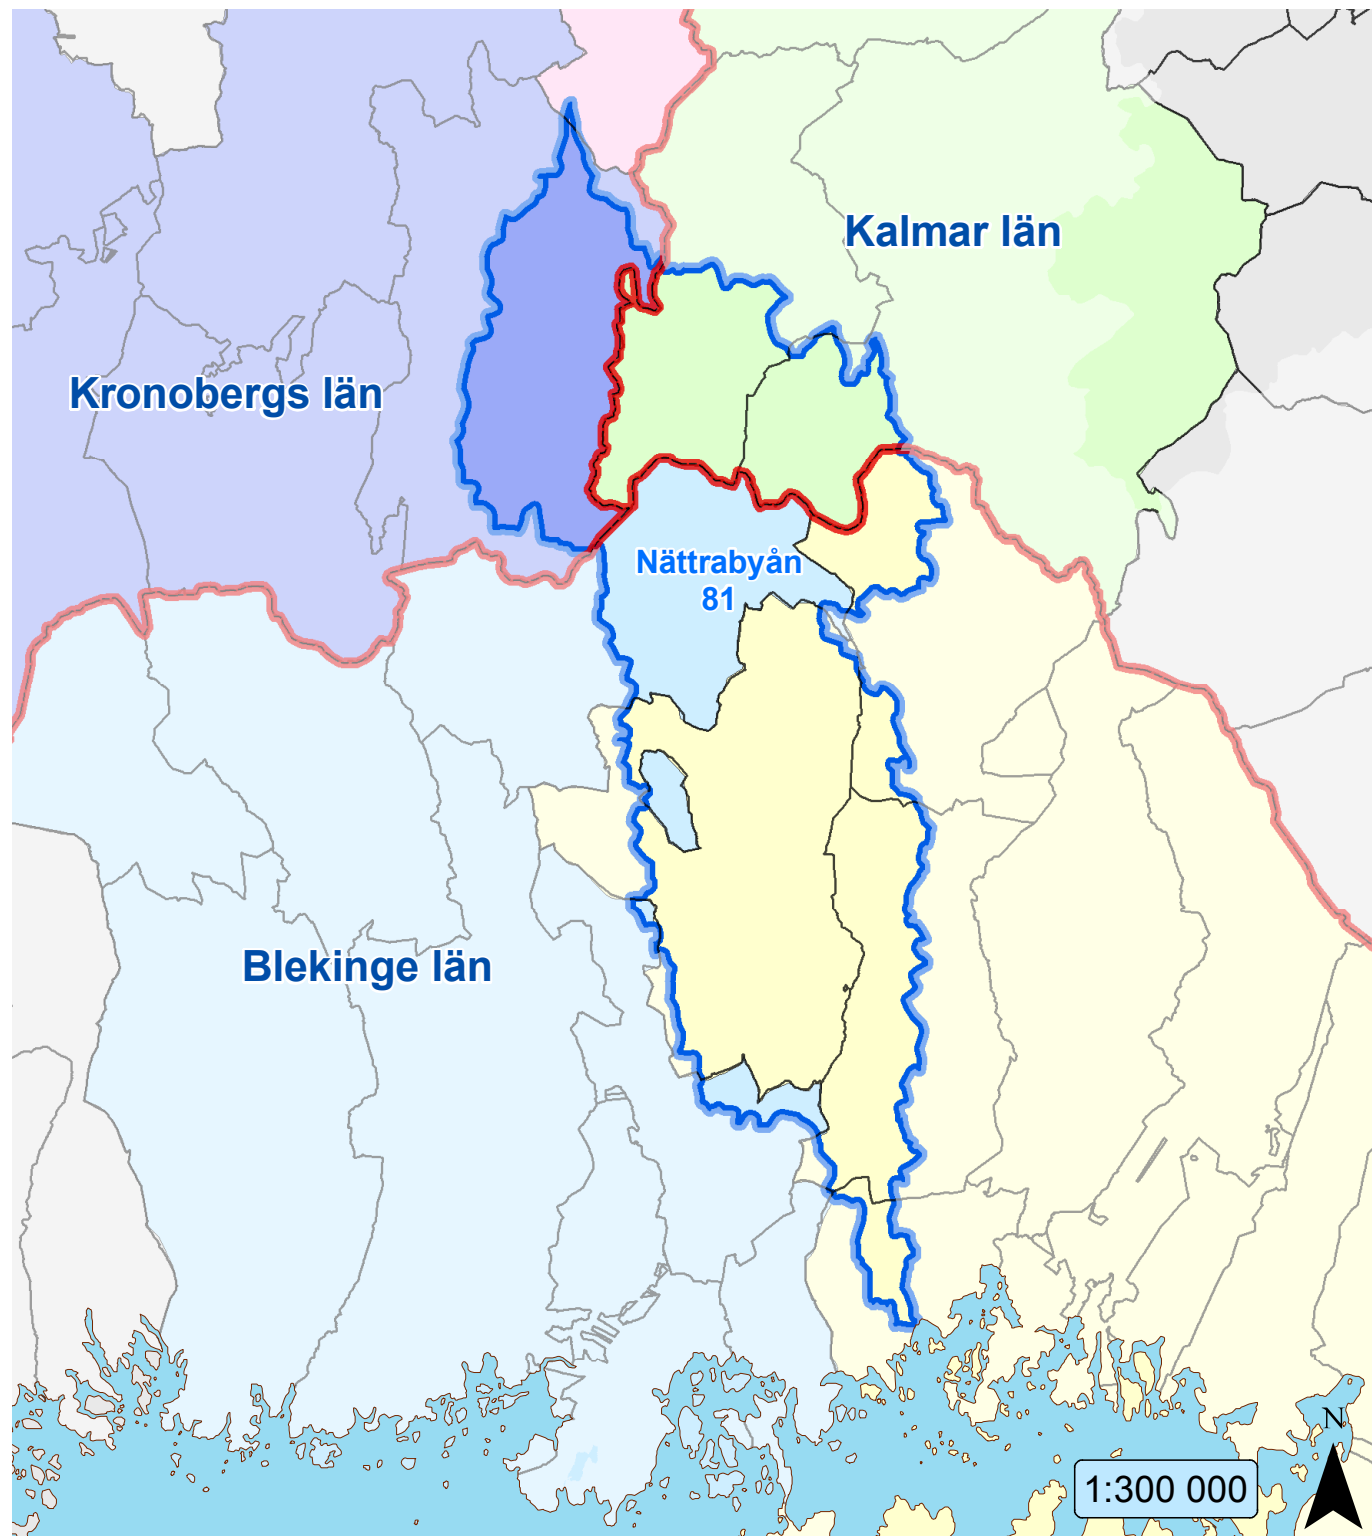 Kalmar län
Kronobergs län
Nättrabyån
81
Blekinge län
N
1:300 000